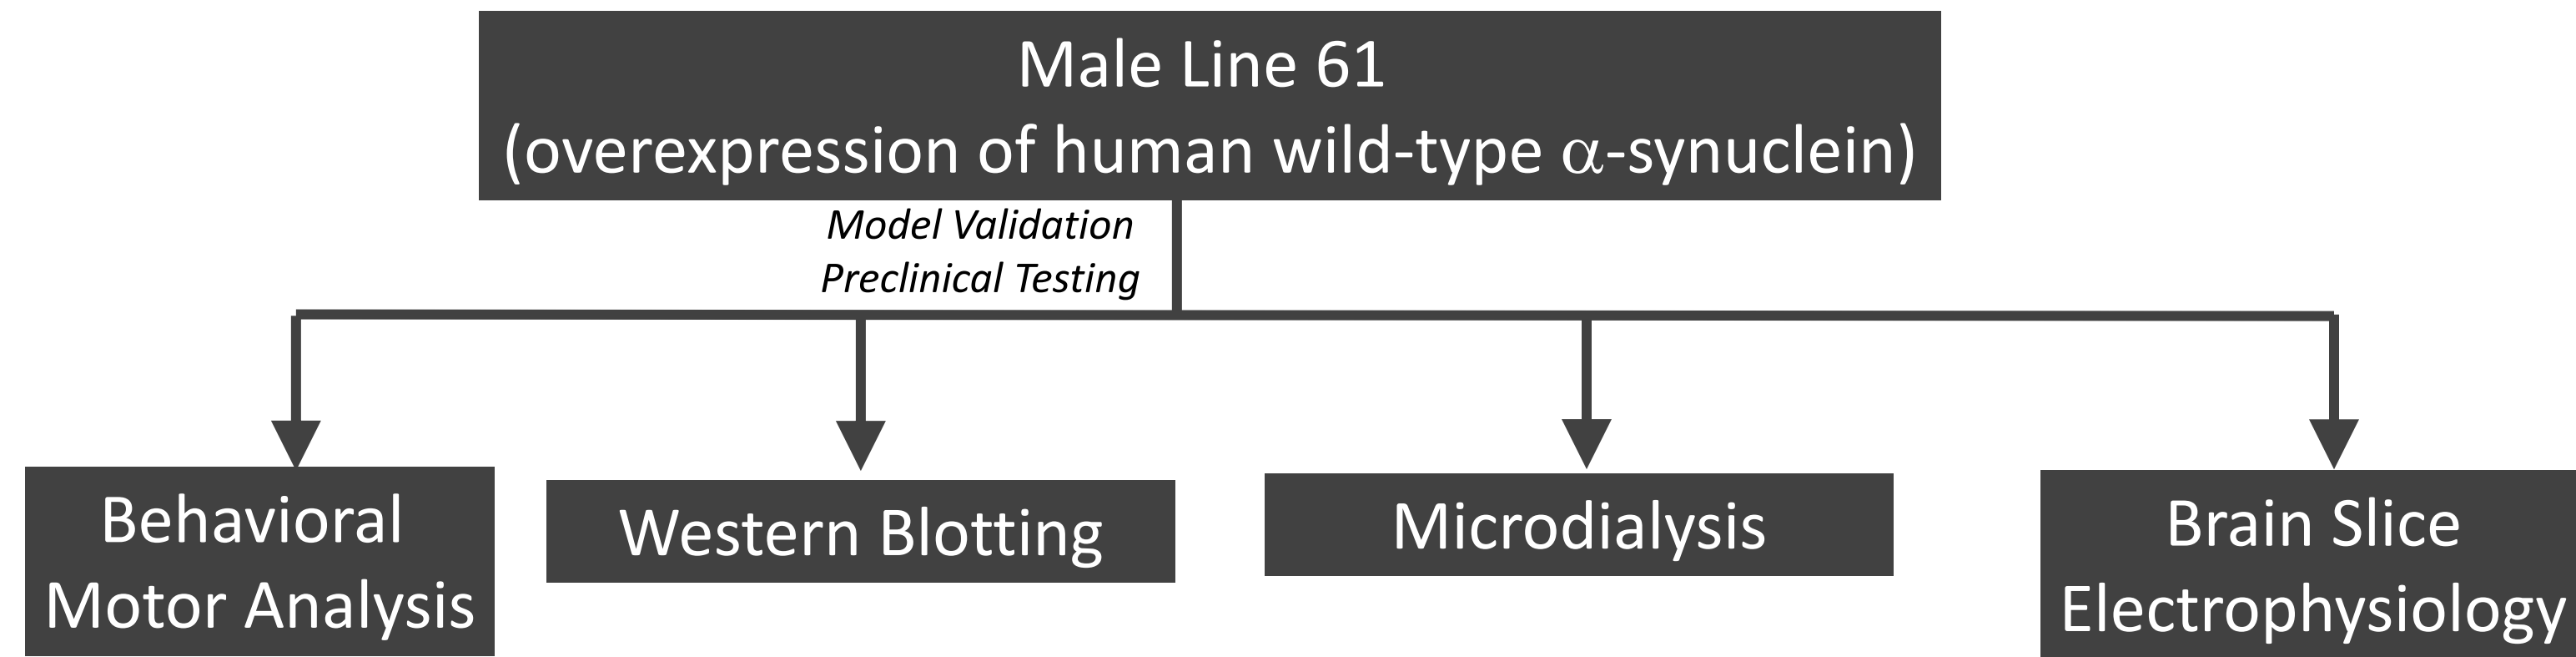 Male Line 61
(overexpression of human wild-type α-synuclein)
Model Validation
Preclinical Testing
Behavioral
Motor Analysis
Western Blotting
Microdialysis
Brain Slice
Electrophysiology